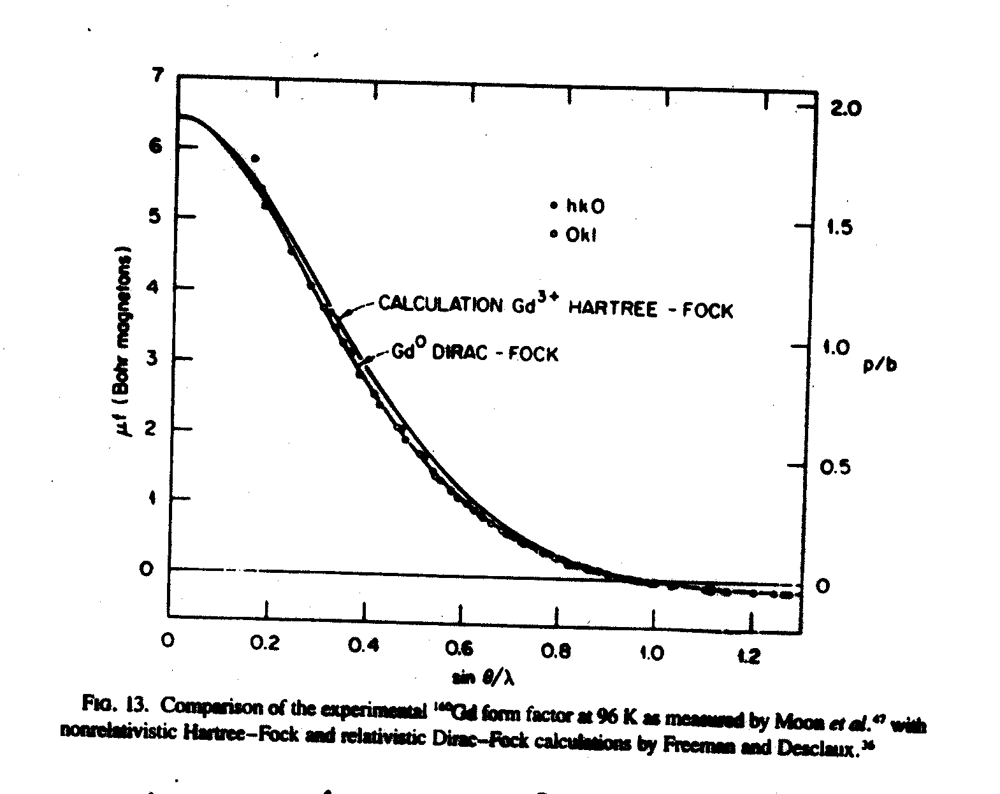 7
6
5
4
3
2
1
0
μf (Bohr magnetons)
2.0
1.5
1.0
0.5
0
p/b
• hk0
• 0kl
CALCULATION Gd³⁺ HARTREE - FOCK
Gd⁰ DIRAC - FOCK
0 0.2 0.4 0.6 0.8 1.0 1.2
sin θ/λ
FIG. 13. Comparison of the experimental ¹⁶⁰Gd form factor at 96 K as measured by Moon et al.⁴⁷ with
nonrelativistic Hartree–Fock and relativistic Dirac–Fock calculations by Freeman and Desclaux.³⁶